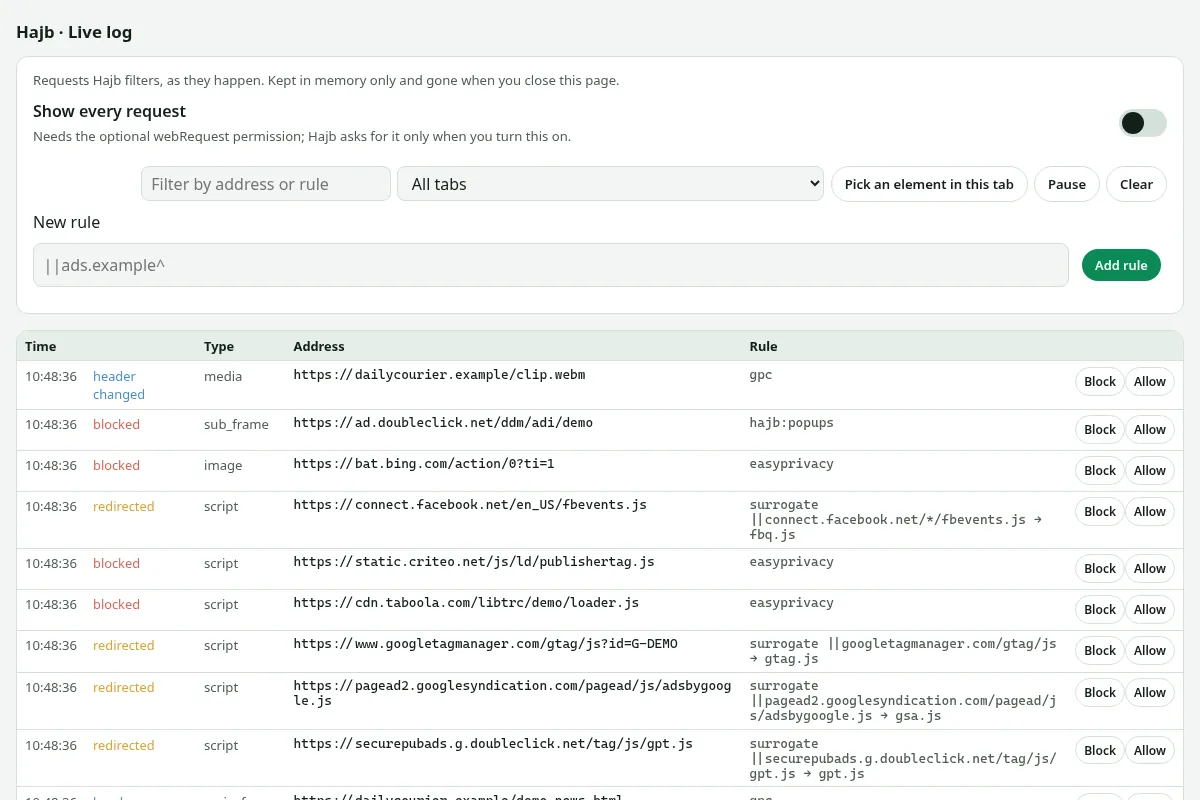 Hajb · Live log
Requests Hajb filters, as they happen. Kept in memory only and gone when you close this page.
Show every request
Needs the optional webRequest permission; Hajb asks for it only when you turn this on.
Filter by address or rule All tabs Pick an element in this tab Pause Clear
New rule
||ads.example^ Add rule
Time Type Address Rule
10:48:36 header changed media https://dailycourier.example/clip.webm gpc Block Allow
10:48:36 blocked sub_frame https://ad.doubleclick.net/ddm/adi/demo hajb:popups Block Allow
10:48:36 blocked image https://bat.bing.com/action/0?ti=1 easyprivacy Block Allow
10:48:36 redirected script https://connect.facebook.net/en_US/fbevents.js surrogate Block Allow
||connect.facebook.net/*/fbevents.js →
fbq.js
10:48:36 blocked script https://static.criteo.net/js/ld/publishertag.js easyprivacy Block Allow
10:48:36 blocked script https://cdn.taboola.com/libtrc/demo/loader.js easyprivacy Block Allow
10:48:36 redirected script https://www.googletagmanager.com/gtag/js?id=G-DEMO surrogate ||googletagmanager.com/gtag/js Block Allow
→ gtag.js
10:48:36 redirected script https://pagead2.googlesyndication.com/pagead/js/adsbygoog surrogate Block Allow
le.js ||pagead2.googlesyndication.com/pagead/j
s/adsbygoogle.js → gsa.js
10:48:36 redirected script https://securepubads.g.doubleclick.net/tag/js/gpt.js surrogate Block Allow
||securepubads.g.doubleclick.net/tag/js/
gpt.js → gpt.js